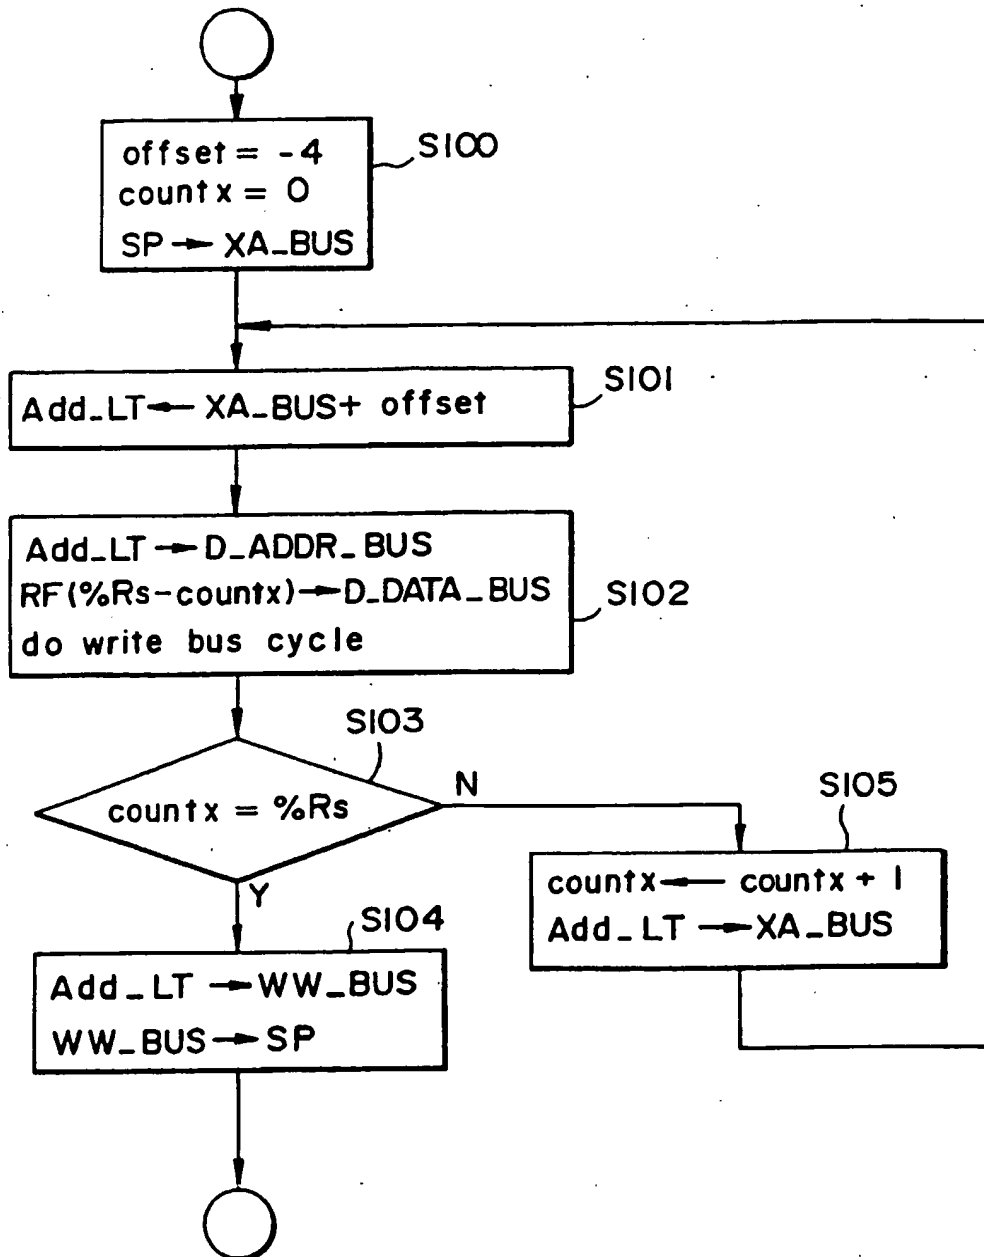 offset = -4
countx = 0
SP → XA_BUS
S100
Add_LT ← XA_BUS + offset
S101
Add_LT → D_ADDR_BUS
RF(%Rs-countx) → D_DATA_BUS
do write bus cycle
S102
S103
countx = %Rs
N
Y
S105
countx ← countx + 1
Add_LT → XA_BUS
S104
Add_LT → WW_BUS
WW_BUS → SP